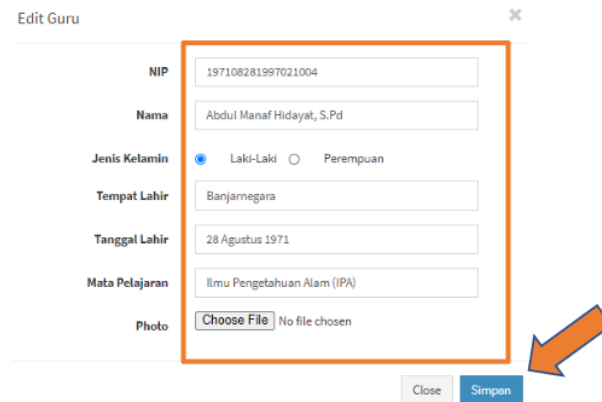 Edit Guru ×
NIP 197108281997021004
Nama Abdul Manaf Hidayat, S.Pd
Jenis Kelamin Laki-Laki Perempuan
Tempat Lahir Banjarnegara
Tanggal Lahir 28 Agustus 1971
Mata Pelajaran Ilmu Pengetahuan Alam (IPA)
Photo Choose File No file chosen
Close Simpan